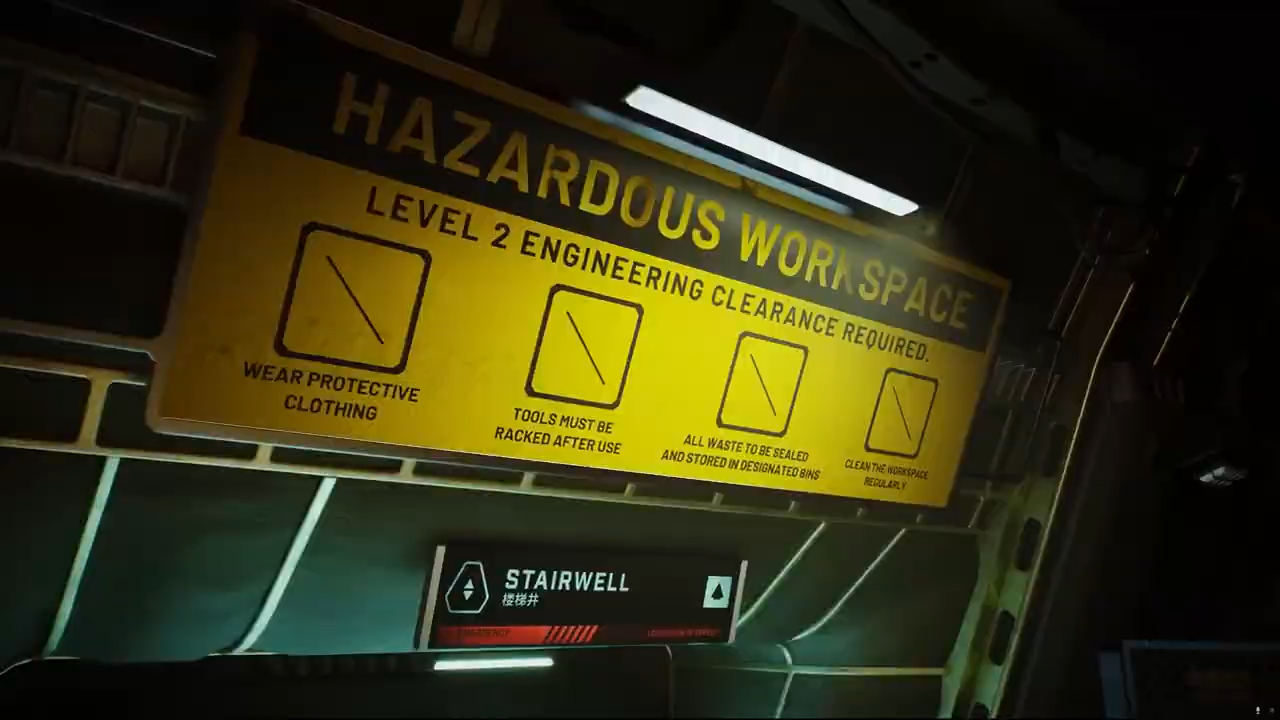 HAZARDOUS WORKSPACE
LEVEL 2 ENGINEERING CLEARANCE REQUIRED.
WEAR PROTECTIVE
CLOTHING
TOOLS MUST BE
RACKED AFTER USE
ALL WASTE TO BE SEALED
AND STORED IN DESIGNATED BINS
CLEAN THE WORKSPACE
REGULARLY
STAIRWELL
楼梯井